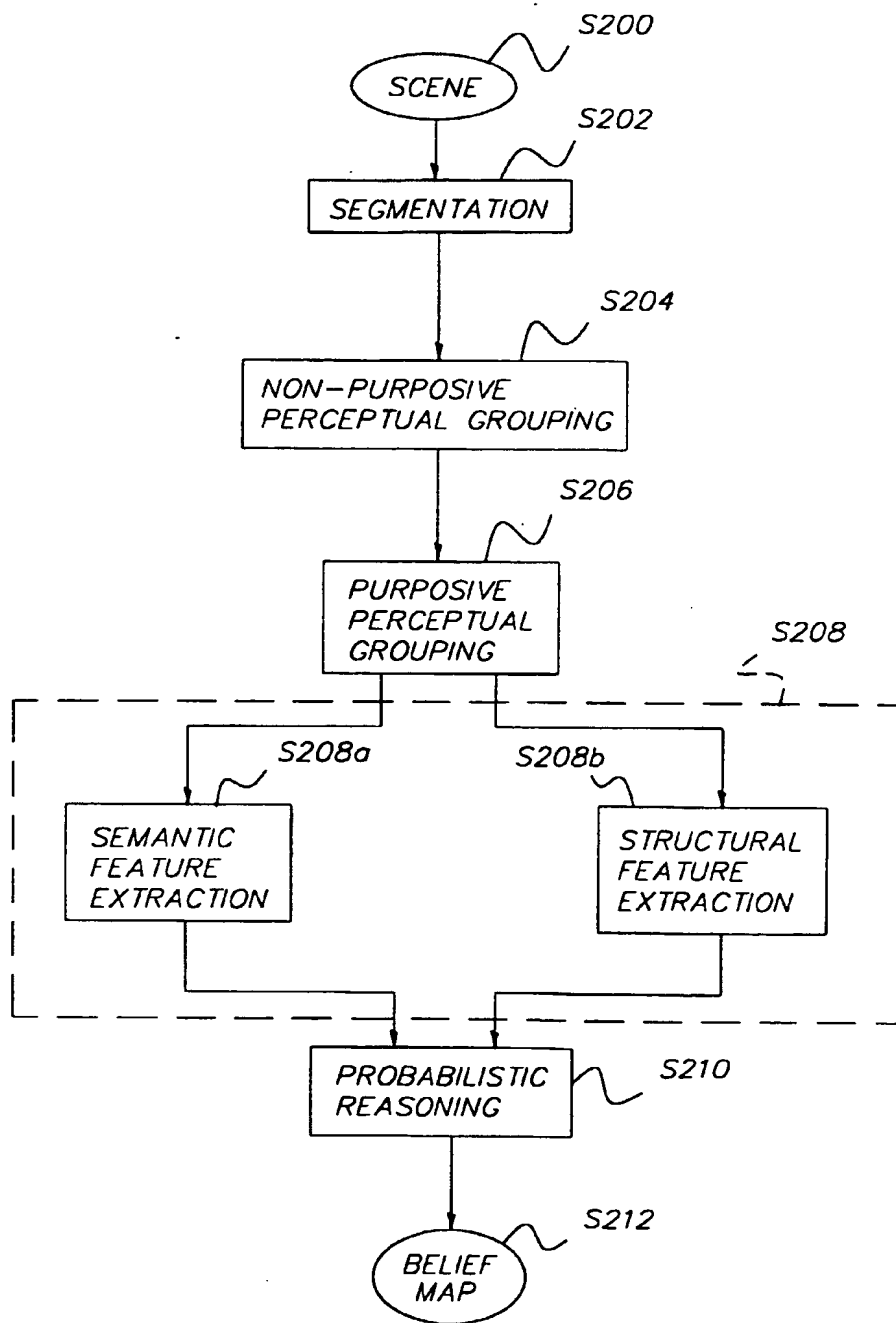 S200
SCENE
S202
SEGMENTATION
S204
NON-PURPOSIVE
PERCEPTUAL GROUPING
S206
PURPOSIVE
PERCEPTUAL
GROUPING
S208
S208a
S208b
SEMANTIC
FEATURE
EXTRACTION
STRUCTURAL
FEATURE
EXTRACTION
S210
PROBABILISTIC
REASONING
S212
BELIEF
MAP